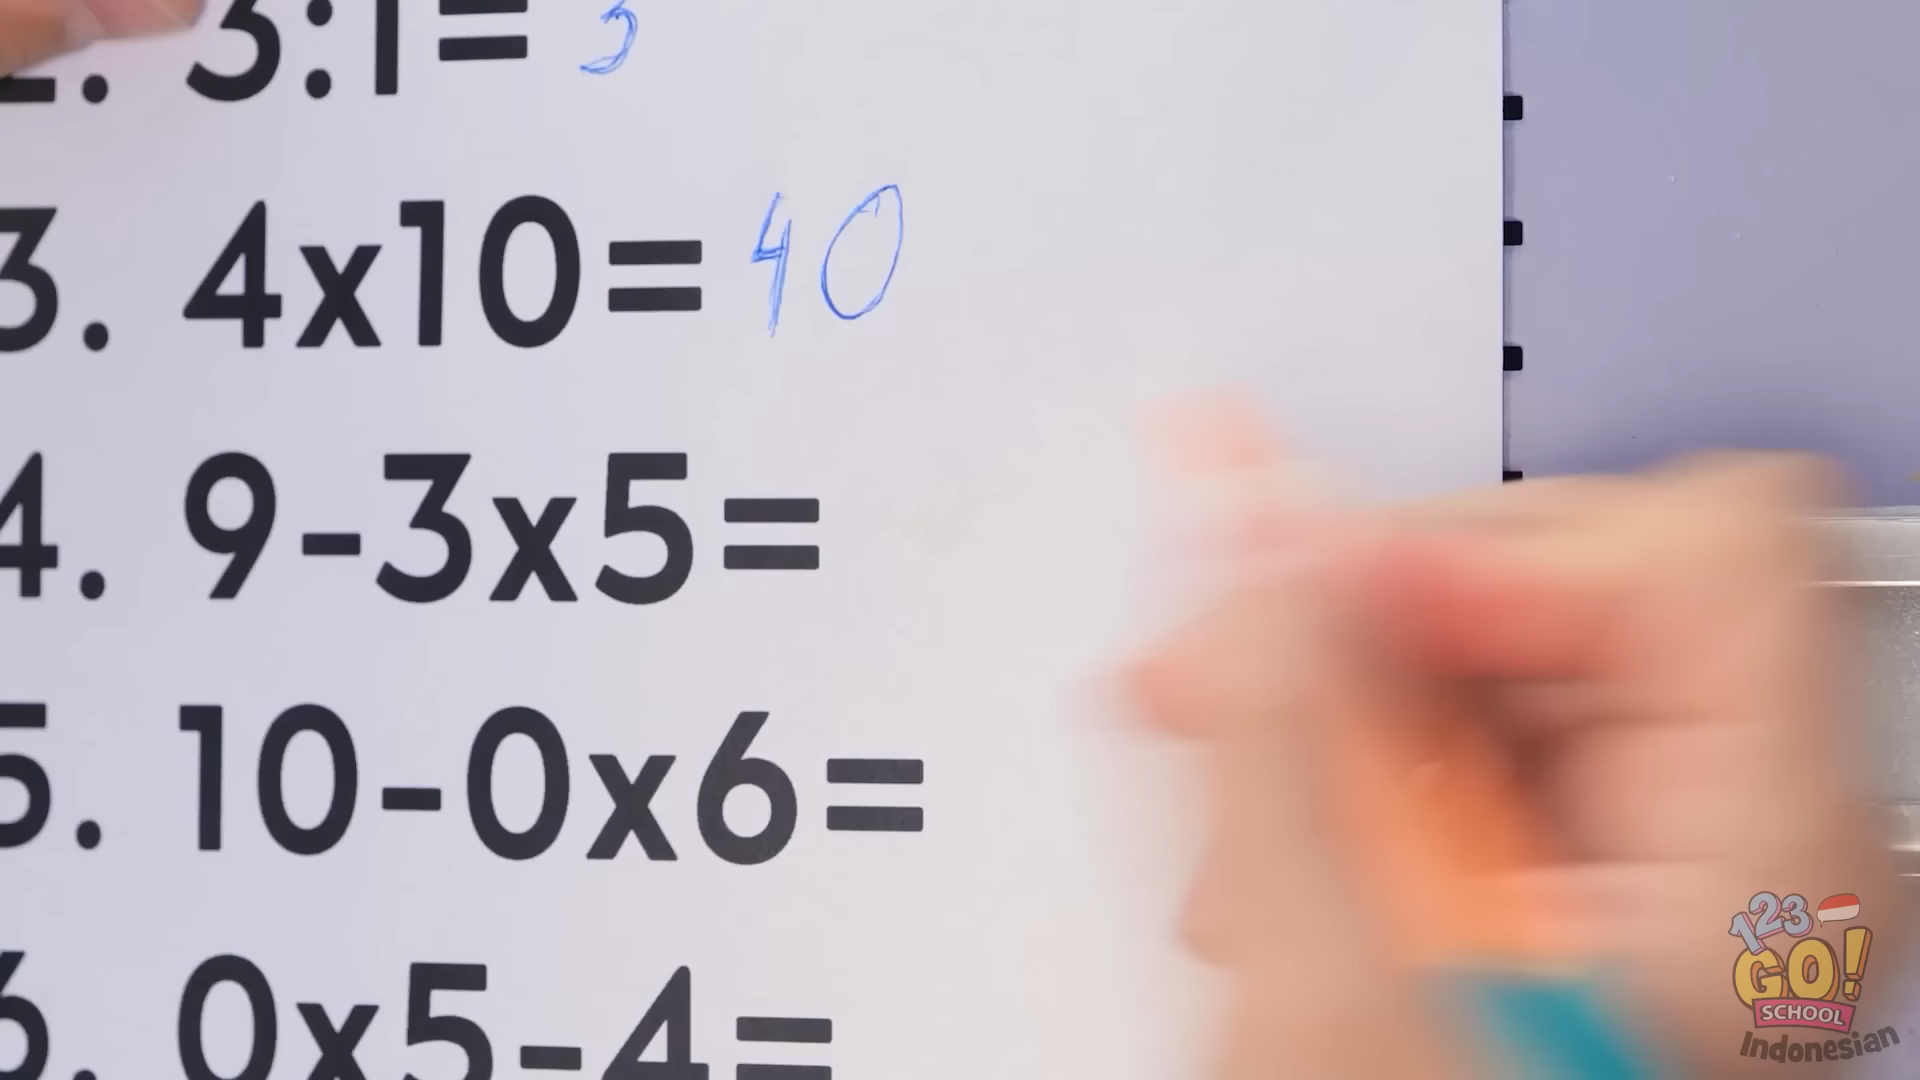 2. 3:1= 3
3. 4x10= 40
4. 9-3x5=
5. 10-0x6=
6. 0x5-4=
123
GO!
SCHOOL
Indonesian